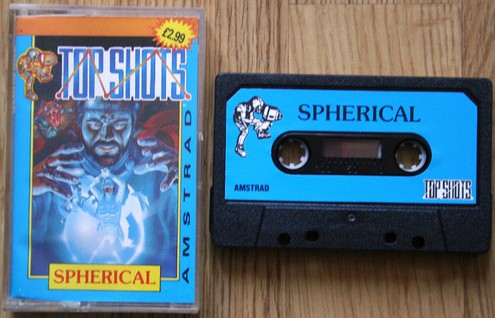 £2.99
TOP SHOTS
AMSTRAD
SPHERICAL
SPHERICAL
AMSTRAD
TOP SHOTS